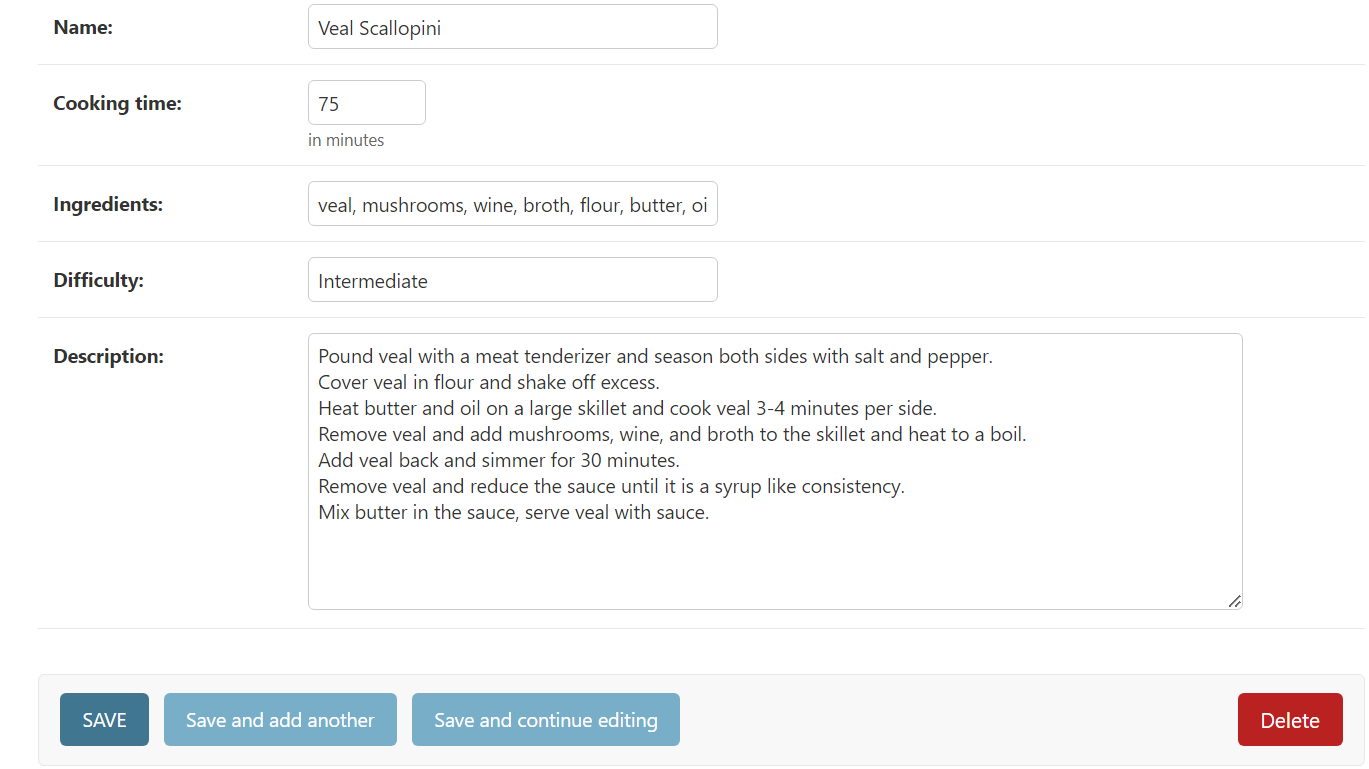 Name:
Veal Scallopini
Cooking time:
75
in minutes
Ingredients:
veal, mushrooms, wine, broth, flour, butter, oi
Difficulty:
Intermediate
Description:
Pound veal with a meat tenderizer and season both sides with salt and pepper.
Cover veal in flour and shake off excess.
Heat butter and oil on a large skillet and cook veal 3-4 minutes per side.
Remove veal and add mushrooms, wine, and broth to the skillet and heat to a boil.
Add veal back and simmer for 30 minutes.
Remove veal and reduce the sauce until it is a syrup like consistency.
Mix butter in the sauce, serve veal with sauce.
SAVE
Save and add another
Save and continue editing
Delete